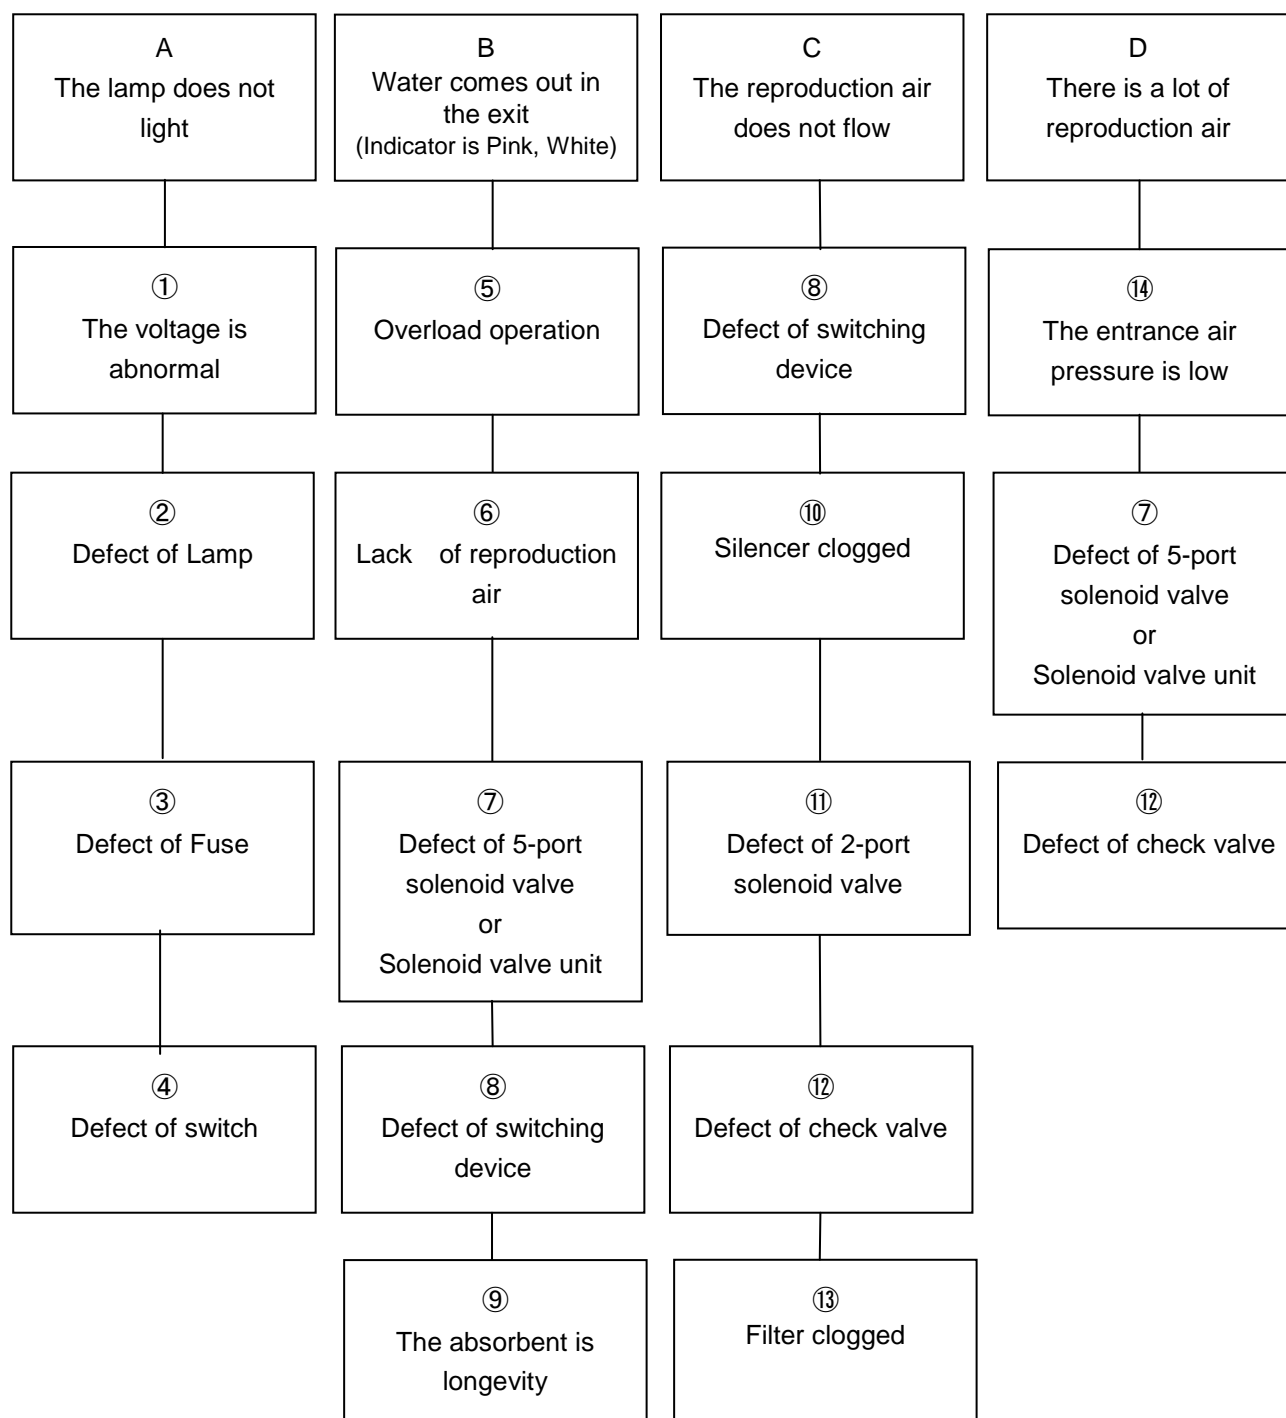 A
The lamp does not
light
①
The voltage is
abnormal
②
Defect of Lamp
③
Defect of Fuse
④
Defect of switch
B
Water comes out in
the exit
(Indicator is Pink, White)
⑤
Overload operation
⑥
Lack of reproduction
air
⑦
Defect of 5-port
solenoid valve
or
Solenoid valve unit
⑧
Defect of switching
device
⑨
The absorbent is
longevity
C
The reproduction air
does not flow
⑧
Defect of switching
device
⑩
Silencer clogged
⑪
Defect of 2-port
solenoid valve
⑫
Defect of check valve
⑬
Filter clogged
D
There is a lot of
reproduction air
⑭
The entrance air
pressure is low
⑦
Defect of 5-port
solenoid valve
or
Solenoid valve unit
⑫
Defect of check valve